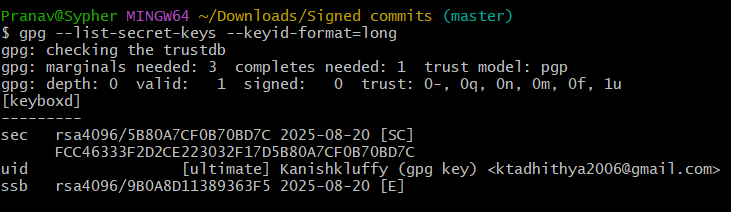 Pranav@Sypher MINGW64 ~/Downloads/Signed commits (master)
$ gpg --list-secret-keys --keyid-format=long
gpg: checking the trustdb
gpg: marginals needed: 3  completes needed: 1  trust model: pgp
gpg: depth: 0  valid:   1  signed:   0  trust: 0-, 0q, 0n, 0m, 0f, 1u
[keyboxd]
---------
sec   rsa4096/5B80A7CF0B70BD7C 2025-08-20 [SC]
      FCC46333F2D2CE223032F17D5B80A7CF0B70BD7C
uid                 [ultimate] Kanishkluffy (gpg key) <ktadhithya2006@gmail.com>
ssb   rsa4096/9B0A8D11389363F5 2025-08-20 [E]